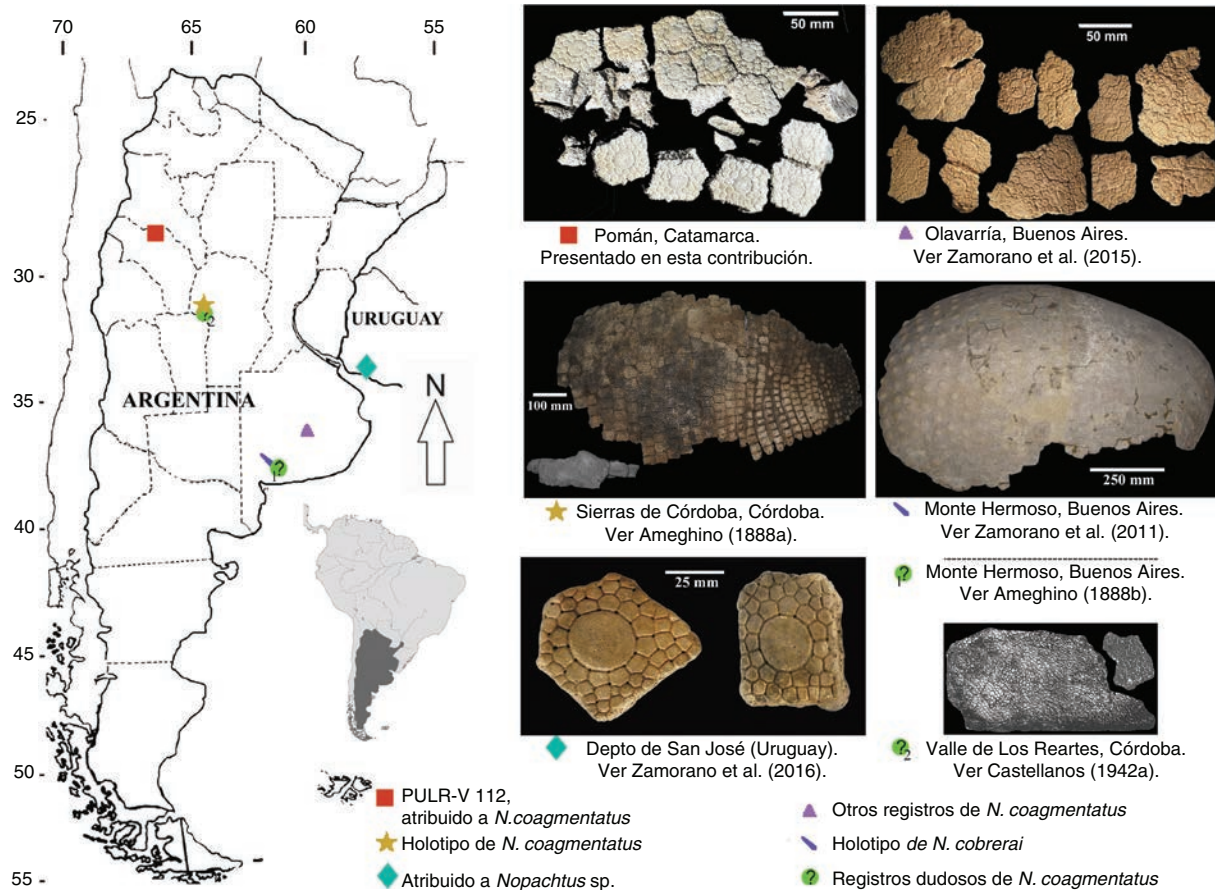 70
65
60
55
25
30
35
40
45
50
55
URUGUAY
ARGENTINA
N
?
2
?
1
50 mm
Pomán, Catamarca.
Presentado en esta contribución.
50 mm
Olavarría, Buenos Aires.
Ver Zamorano et al. (2015).
100 mm
Sierras de Córdoba, Córdoba.
Ver Ameghino (1888a).
250 mm
Monte Hermoso, Buenos Aires.
Ver Zamorano et al. (2011).
?
1
Monte Hermoso, Buenos Aires.
Ver Ameghino (1888b).
25 mm
Depto de San José (Uruguay).
Ver Zamorano et al. (2016).
?
2
Valle de Los Reartes, Córdoba.
Ver Castellanos (1942a).
PULR-V 112,
atribuido a N.coagmentatus
Holotipo de N. coagmentatus
Atribuido a Nopachtus sp.
Otros registros de N. coagmentatus
Holotipo de N. cobrerai
? Registros dudosos de N. coagmentatus